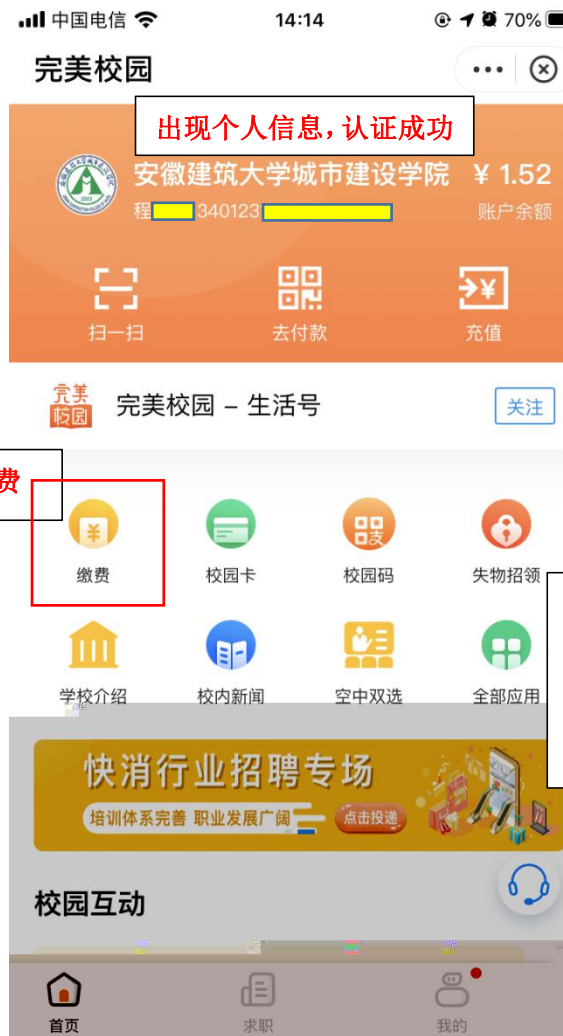 中国电信 14:14 70%
完美校园
出现个人信息，认证成功
安徽建筑大学城市建设学院 ¥ 1.52
程 340123 账户余额
扫一扫 去付款 充值
完美校园
完美校园 – 生活号 关注
费
缴费 校园卡 校园码 失物招领
学校介绍 校内新闻 空中双选 全部应用
快消行业招聘专场
培训体系完善 职业发展广阔 点击投递
校园互动
首页 求职 我的